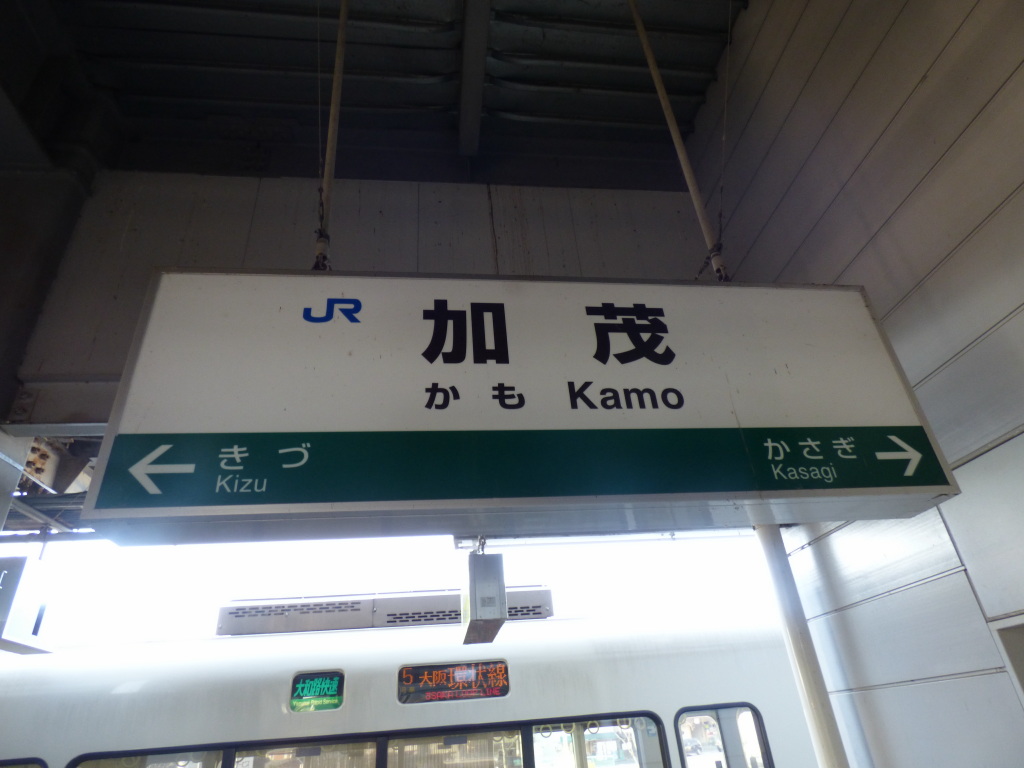 JR 加茂
かも Kamo
← きづ かさぎ →
Kizu Kasagi
大和路快速
5 大阪環状線